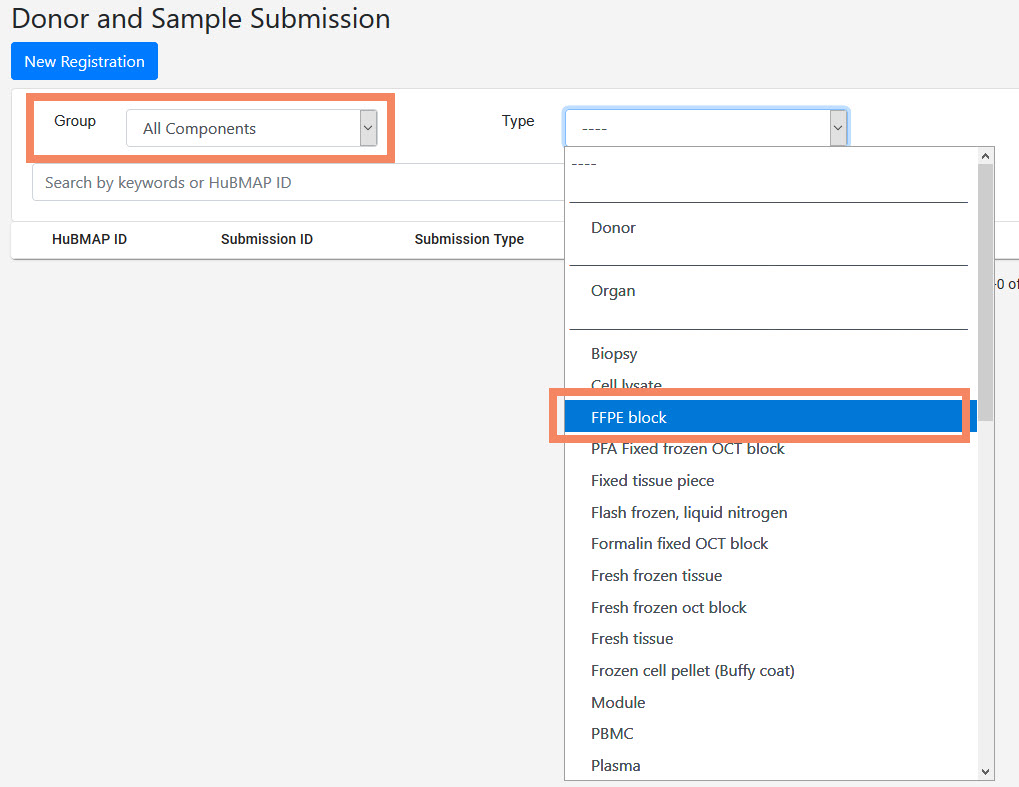 Donor and Sample Submission
New Registration
Group
All Components
Type
----
----
Search by keywords or HuBMAP ID
Donor
HuBMAP ID
Submission ID
Submission Type
-0 of
Organ
Biopsy
Cell lysate
FFPE block
PFA Fixed frozen OCT block
Fixed tissue piece
Flash frozen, liquid nitrogen
Formalin fixed OCT block
Fresh frozen tissue
Fresh frozen oct block
Fresh tissue
Frozen cell pellet (Buffy coat)
Module
PBMC
Plasma